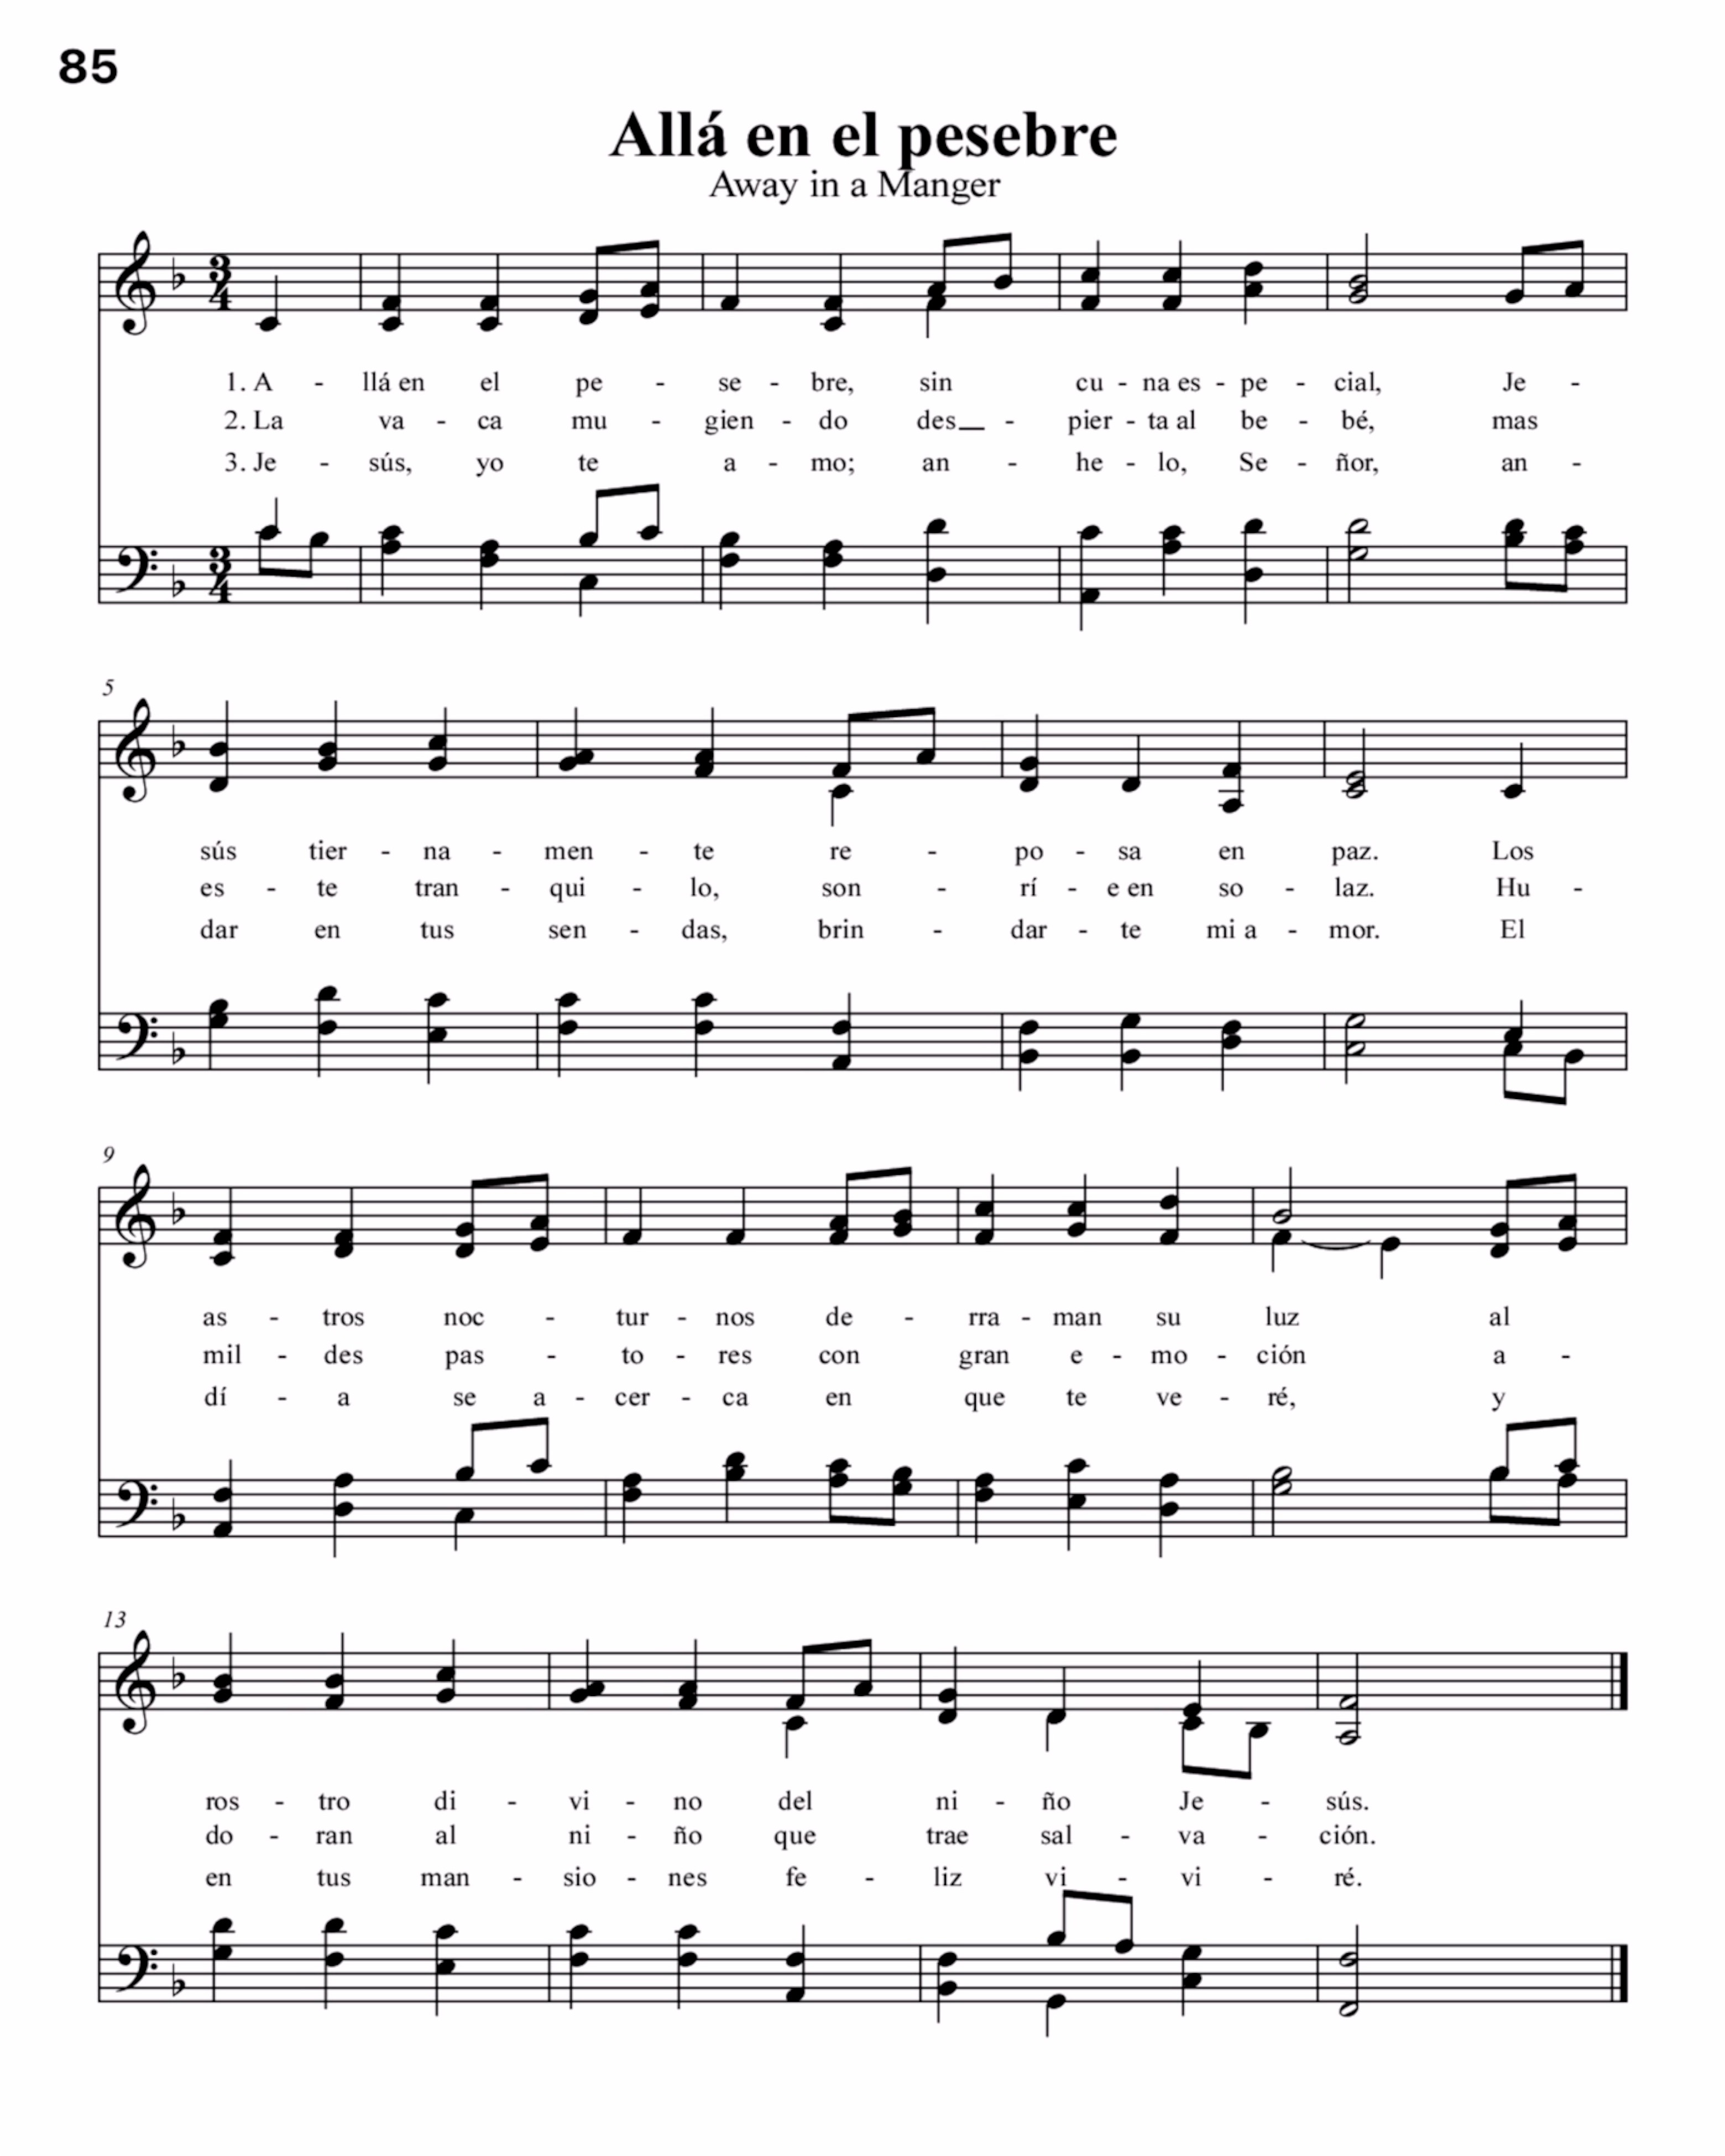 85
Allá en el pesebre
Away in a Manger
3/4
1. A - llá en el pe - se - bre, sin cu - na es - pe - cial, Je -
2. La va - ca mu - gien - do des - pier - ta al be - bé, mas
3. Je - sús, yo te a - mo; an - he - lo, Se - ñor, an -
3/4
5
sús tier - na - men - te re - po - sa en paz. Los
es - te tran - qui - lo, son - rí - e en so - laz. Hu -
dar en tus sen - das, brin - dar - te mi a - mor. El
9
as - tros noc - tur - nos de - rra - man su luz al
mil - des pas - to - res con gran e - mo - ción a -
dí - a se a - cer - ca en que te ve - ré, y
13
ros - tro di - vi - no del ni - ño Je - sús.
do - ran al ni - ño que trae sal - va - ción.
en tus man - sio - nes fe - liz vi - vi - ré.